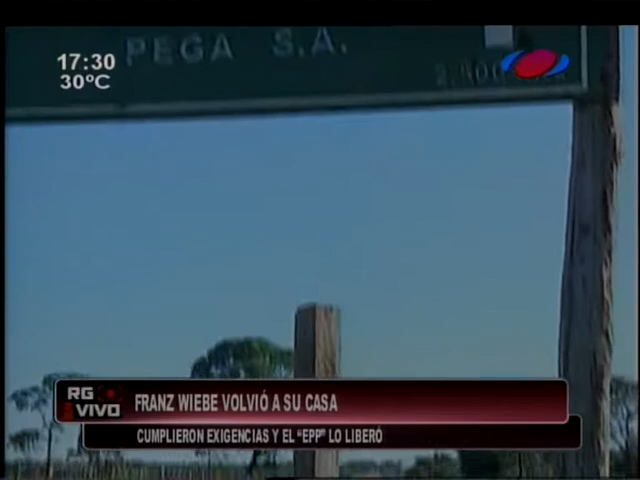 PEGA S.A.
17:30
30ºC
RG
VIVO
FRANZ WIEBE VOLVIÓ A SU CASA
CUMPLIERON EXIGENCIAS Y EL "EPP" LO LIBERÓ